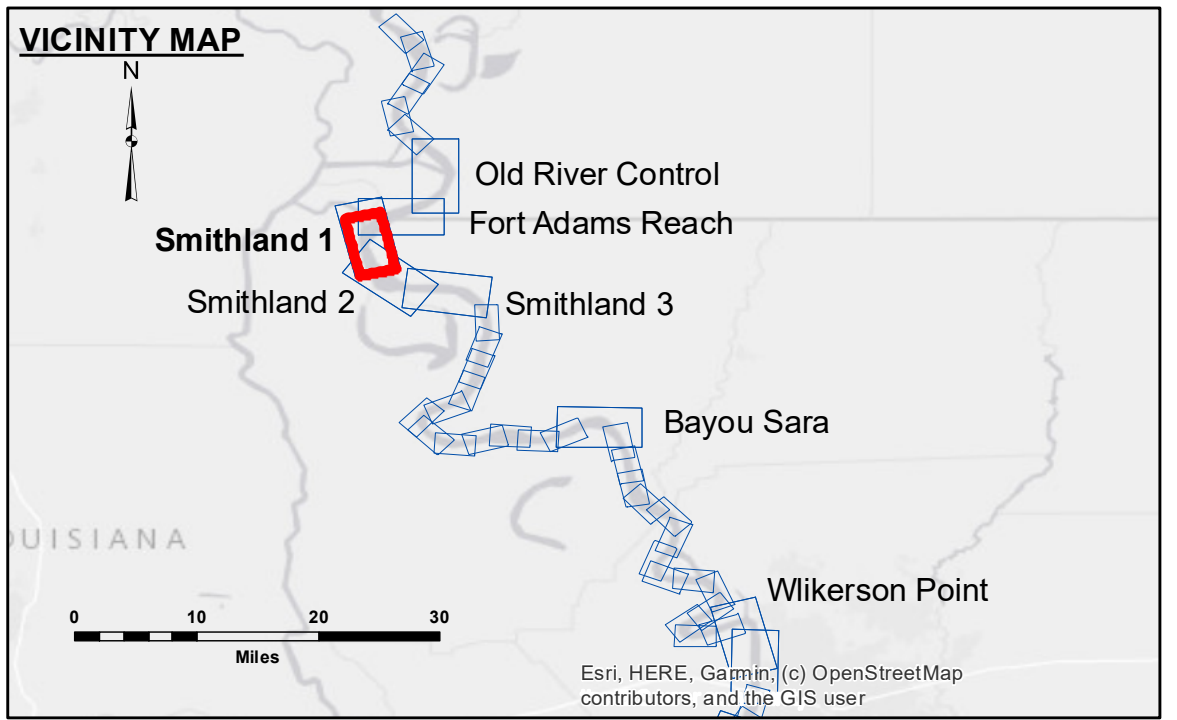 VICINITY MAP
N
Old River Control
Fort Adams Reach
Smithland 1
Smithland 2
Smithland 3
Bayou Sara
OUISIANA
Wlikerson Point
0 10 20 30
Miles
Esri, HERE, Garmin, (c) OpenStreetMap
contributors, and the GIS user